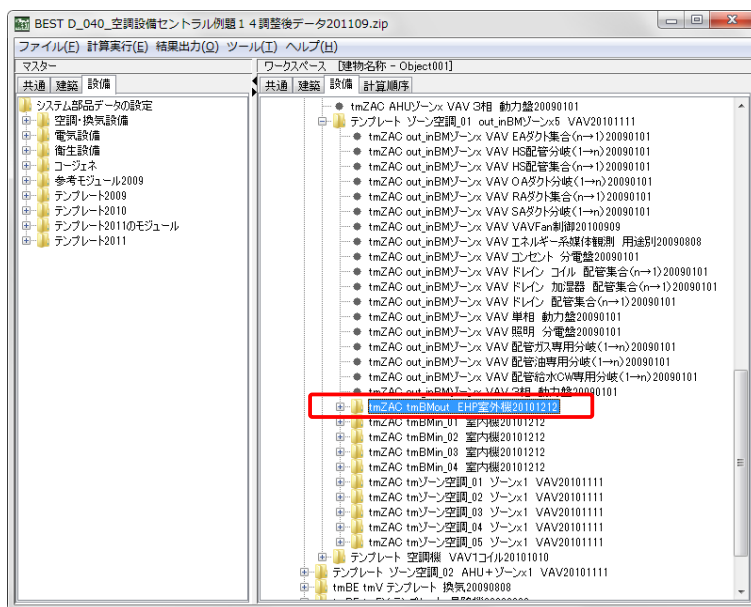 BEST D_040_空調設備セントラル例題１４調整後データ201109.zip
ファイル(F) 計算実行(E) 結果出力(O) ツール(T) ヘルプ(H)
マスター
共通 建築 設備
システム部品データの設定
空調・換気設備
電気設備
衛生設備
コージェネ
参考モジュール2009
テンプレート2009
テンプレート2010
テンプレート2011のモジュール
テンプレート2011
ワークスペース [建物名称 - Object001]
共通 建築 設備 計算順序
tmZAC AHUゾーンx VAV 3相 動力盤20090101
テンプレート ゾーン空調_01 out_inBMゾーンx5 VAV20101111
tmZAC out_inBMゾーンx VAV EAダクト集合(n→1)20090101
tmZAC out_inBMゾーンx VAV HS配管分岐(1→n)20090101
tmZAC out_inBMゾーンx VAV HS配管集合(n→1)20090101
tmZAC out_inBMゾーンx VAV OAダクト分岐(1→n)20090101
tmZAC out_inBMゾーンx VAV RAダクト集合(n→1)20090101
tmZAC out_inBMゾーンx VAV SAダクト分岐(1→n)20090101
tmZAC out_inBMゾーンx VAV VAVFan制御20100909
tmZAC out_inBMゾーンx VAV エネルギー系媒体観測 用途別20090808
tmZAC out_inBMゾーンx VAV コンセント 分電盤20090101
tmZAC out_inBMゾーンx VAV ドレイン コイル 配管集合(n→1)20090101
tmZAC out_inBMゾーンx VAV ドレイン 加湿器 配管集合(n→1)20090101
tmZAC out_inBMゾーンx VAV ドレイン 配管集合(n→1)20090101
tmZAC out_inBMゾーンx VAV 単相 動力盤20090101
tmZAC out_inBMゾーンx VAV 照明 分電盤20090101
tmZAC out_inBMゾーンx VAV 配管ガス専用分岐(1→n)20090101
tmZAC out_inBMゾーンx VAV 配管油専用分岐(1→n)20090101
tmZAC out_inBMゾーンx VAV 配管給水CW専用分岐(1→n)20090101
tmZAC out_inBMゾーンx VAV 3相 動力盤20090101
tmZAC tmBMout EHP室外機20101212
tmZAC tmBMin_01 室内機20101212
tmZAC tmBMin_02 室内機20101212
tmZAC tmBMin_03 室内機20101212
tmZAC tmBMin_04 室内機20101212
tmZAC tmゾーン空調_01 ゾーンx1 VAV20101111
tmZAC tmゾーン空調_02 ゾーンx1 VAV20101111
tmZAC tmゾーン空調_03 ゾーンx1 VAV20101111
tmZAC tmゾーン空調_04 ゾーンx1 VAV20101111
tmZAC tmゾーン空調_05 ゾーンx1 VAV20101111
テンプレート 空調機 VAV1コイル20101010
テンプレート ゾーン空調_02 AHU+ゾーンx1 VAV20101111
tmBE tmV テンプレート 換気20090808